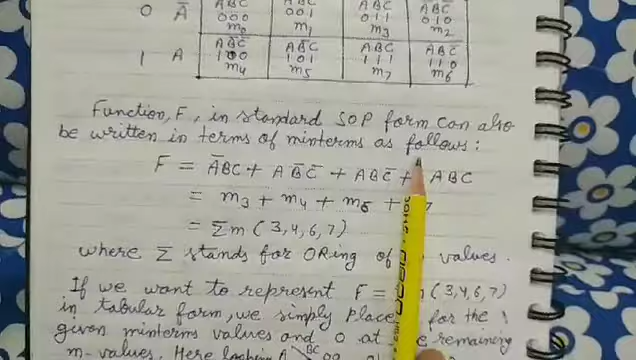 0 Ā ĀB̄C̄ ĀB̄C ĀBC ĀBC̄
000 001 011 010
m₀ m₁ m₃ m₂
1 A AB̄C̄ AB̄C ABC ABC̄
100 101 111 110
m₄ m₅ m₇ m₆
Function, F, in standard SOP form can also
be written in terms of minterms as follows:
F = ĀBC + AB̄C̄ + ABC̄ + ABC
= m₃ + m₄ + m₆ + 7
= Σm (3,4,6,7)
where Σ stands for ORing of values.
If we want to represent F = (3,4,6,7)
in tabular form, we simply place for the
given minterms values and 0 at remaining
m-values. Here